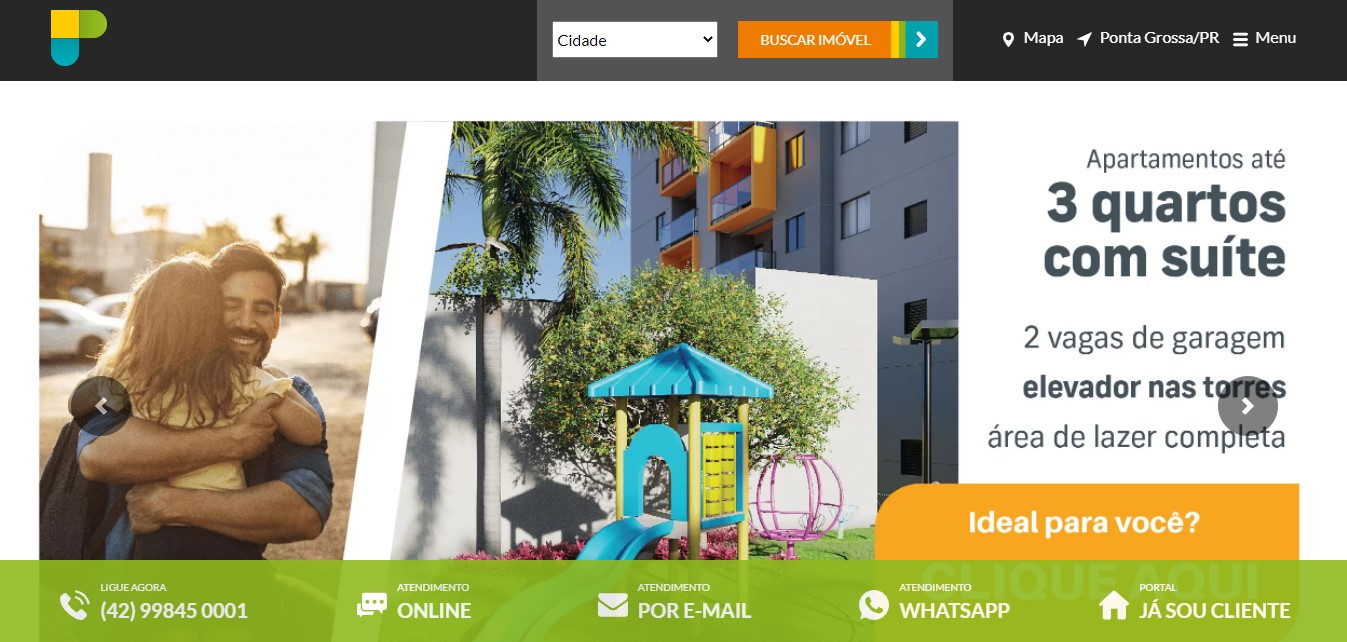 Cidade
BUSCAR IMÓVEL
Mapa
Ponta Grossa/PR
Menu
Apartamentos até
3 quartos
com suíte
2 vagas de garagem
elevador nas torres
área de lazer completa
Ideal para você?
CLIQUE AQUI
LIGUE AGORA
(42) 99845 0001
ATENDIMENTO
ONLINE
ATENDIMENTO
POR E-MAIL
ATENDIMENTO
WHATSAPP
PORTAL
JÁ SOU CLIENTE